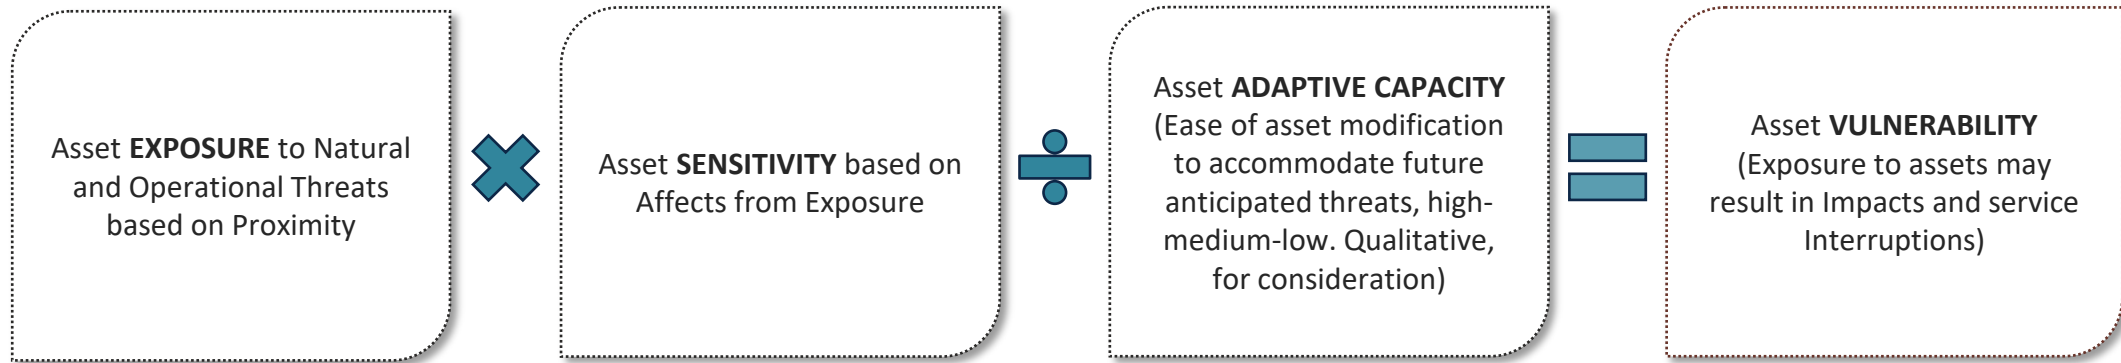 Asset EXPOSURE to Natural
and Operational Threats
based on Proximity
Asset SENSITIVITY based on
Affects from Exposure
Asset ADAPTIVE CAPACITY
(Ease of asset modification
to accommodate future
anticipated threats, high-
medium-low. Qualitative,
for consideration)
Asset VULNERABILITY
(Exposure to assets may
result in Impacts and service
Interruptions)